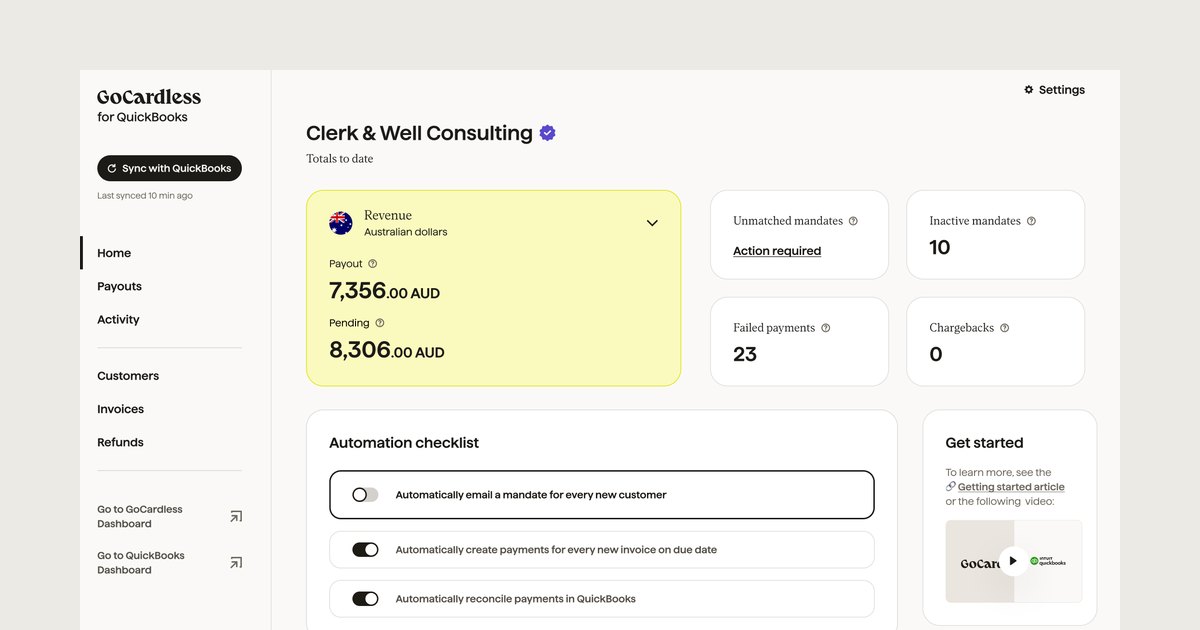 GoCardless
for QuickBooks
Sync with QuickBooks
Last synced 10 min ago
Home
Payouts
Activity
Customers
Invoices
Refunds
Go to GoCardless
Dashboard
Go to QuickBooks
Dashboard
Settings
Clerk & Well Consulting
Totals to date
Revenue
Australian dollars
Payout
7,356.00 AUD
Pending
8,306.00 AUD
Unmatched mandates
Action required
Inactive mandates
10
Failed payments
23
Chargebacks
0
Automation checklist
Automatically email a mandate for every new customer
Automatically create payments for every new invoice on due date
Automatically reconcile payments in QuickBooks
Get started
To learn more, see the
Getting started article
or the following video:
GoCard
intuit
quickbooks